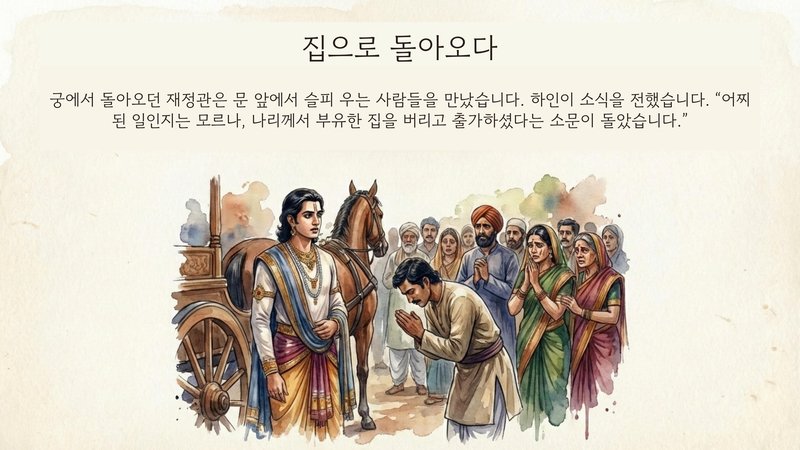 집으로 돌아오다
궁에서 돌아오던 재정관은 문 앞에서 슬피 우는 사람들을 만났습니다. 하인이 소식을 전했습니다. “어찌
된 일인지는 모르나, 나리께서 부유한 집을 버리고 출가하셨다는 소문이 돌았습니다.”